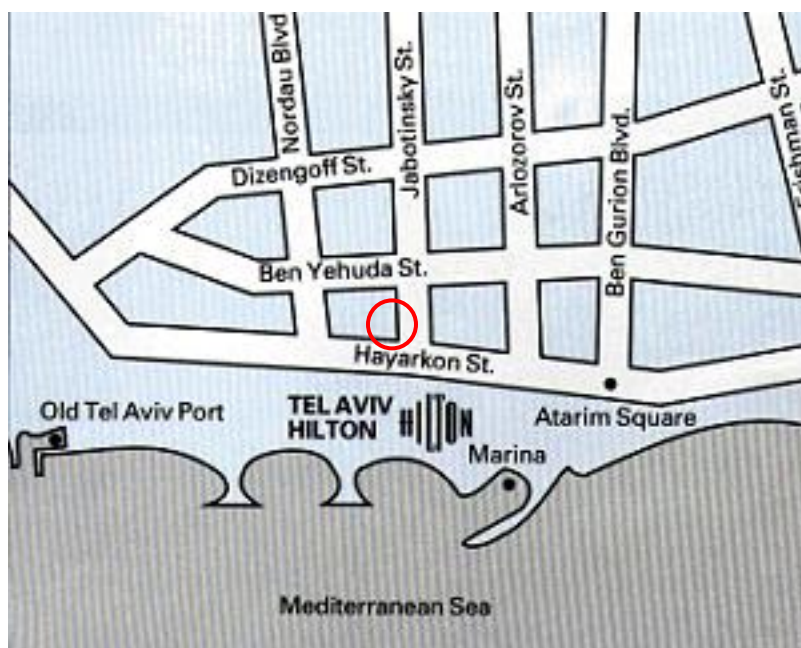 Nordau Blvd
Jabotinsky St.
Arlozorov St.
Ben Gurion Blvd.
Dizengoff St.
Ben Yehuda St.
Hayarkon St.
Old Tel Aviv Port
TEL AVIV
HILTON
Atarim Square
Marina
Mediterranean Sea